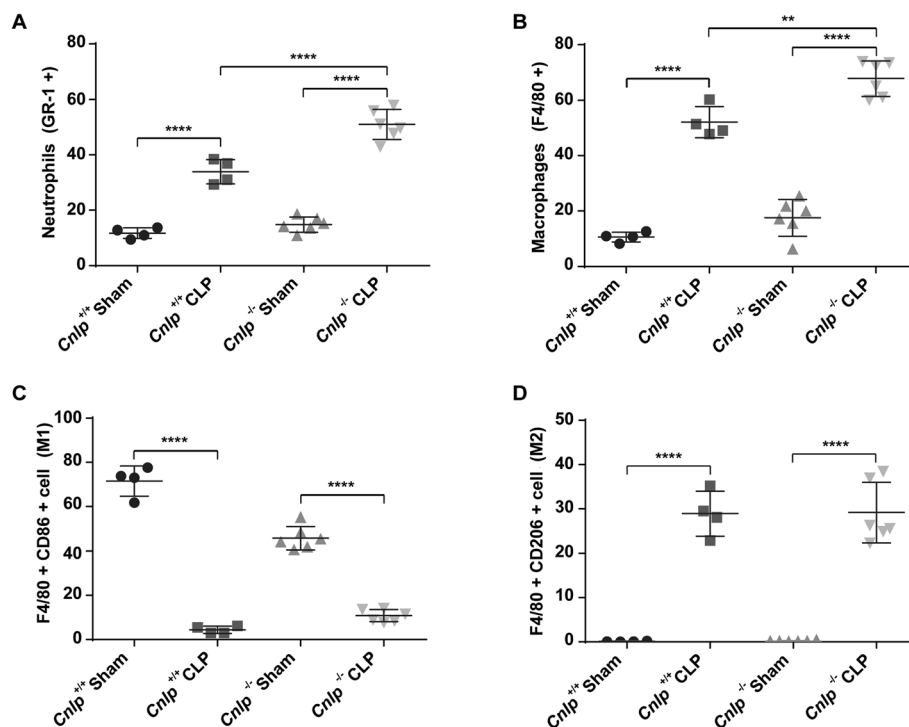 A
Neutrophils (GR-1 +)
80
60
40
20
0
****
****
****
Cnlp +/+ Sham
Cnlp +/+ CLP
Cnlp -/- Sham
Cnlp -/- CLP
B
Macrophages (F4/80 +)
80
60
40
20
0
**
****
****
Cnlp +/+ Sham
Cnlp +/+ CLP
Cnlp -/- Sham
Cnlp -/- CLP
C
F4/80 + CD86 + cell (M1)
100
80
60
40
20
0
****
****
Cnlp +/+ Sham
Cnlp +/+ CLP
Cnlp -/- Sham
Cnlp -/- CLP
D
F4/80 + CD206 + cell (M2)
50
40
30
20
10
0
****
****
Cnlp +/+ Sham
Cnlp +/+ CLP
Cnlp -/- Sham
Cnlp -/- CLP